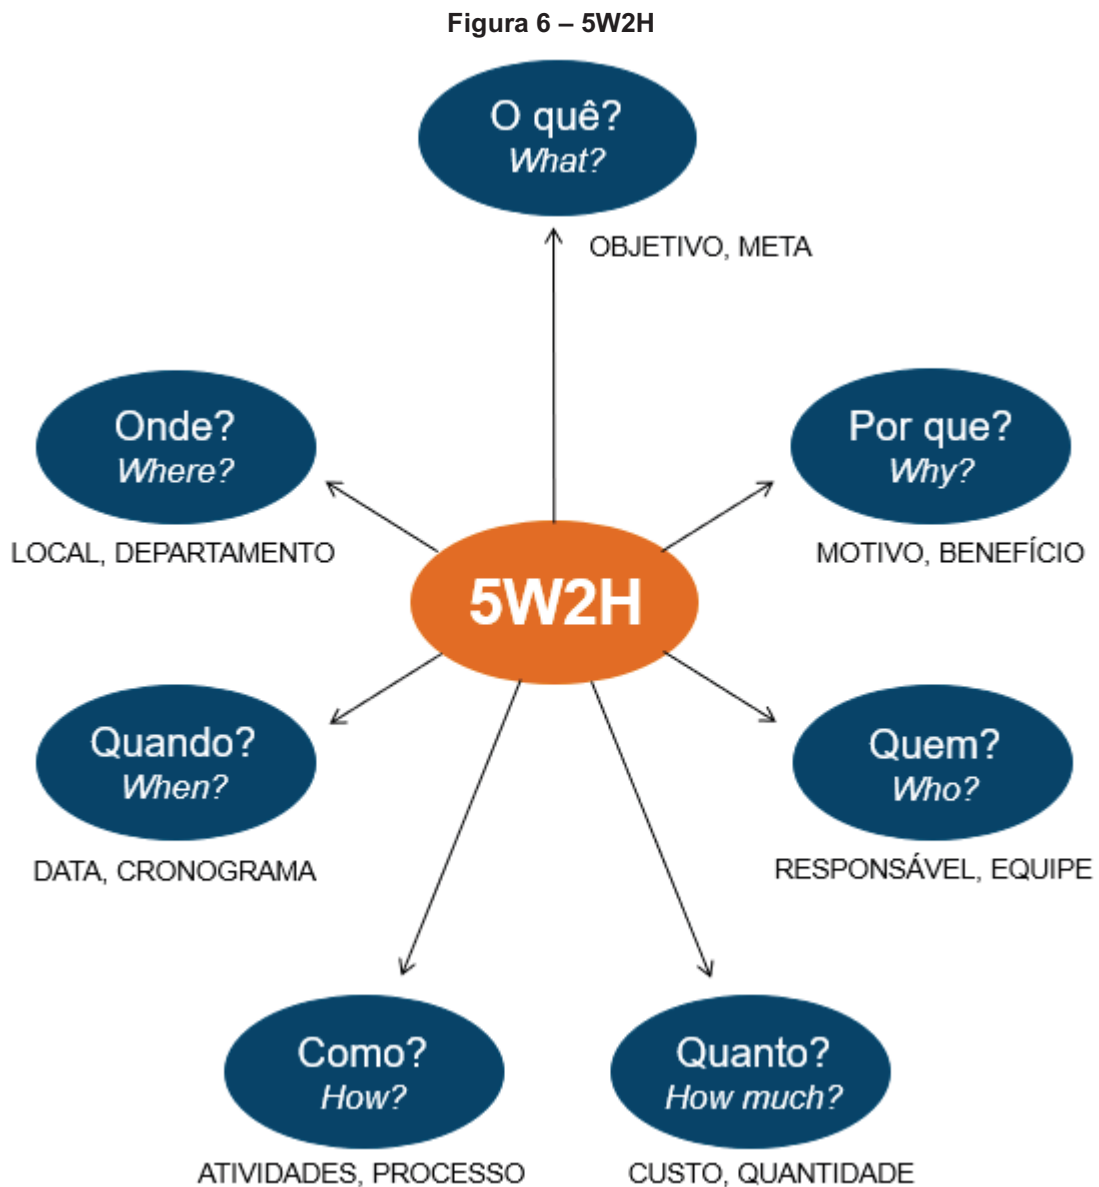 Figura 6 – 5W2H
O quê?
What?
OBJETIVO, META
Onde?
Where?
LOCAL, DEPARTAMENTO
Por que?
Why?
MOTIVO, BENEFÍCIO
5W2H
Quando?
When?
DATA, CRONOGRAMA
Quem?
Who?
RESPONSÁVEL, EQUIPE
Como?
How?
ATIVIDADES, PROCESSO
Quanto?
How much?
CUSTO, QUANTIDADE